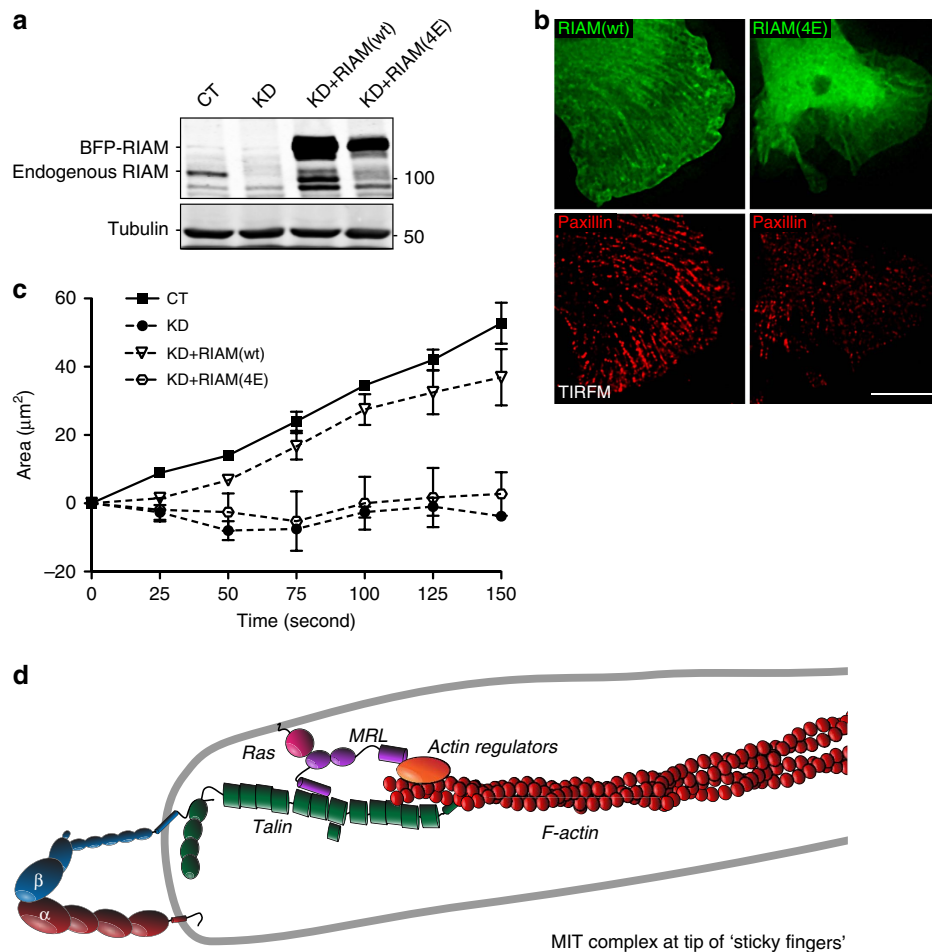 a
CT
KD
KD+RIAM(wt)
KD+RIAM(4E)
BFP-RIAM
Endogenous RIAM
100
Tubulin
50
b
RIAM(wt)
RIAM(4E)
Paxillin
Paxillin
TIRFM
c
CT
KD
KD+RIAM(wt)
KD+RIAM(4E)
Area (μm²)
60
40
20
0
−20
0 25 50 75 100 125 150
Time (second)
d
Ras
MRL
Actin regulators
Talin
F-actin
β
α
MIT complex at tip of ‘sticky fingers’